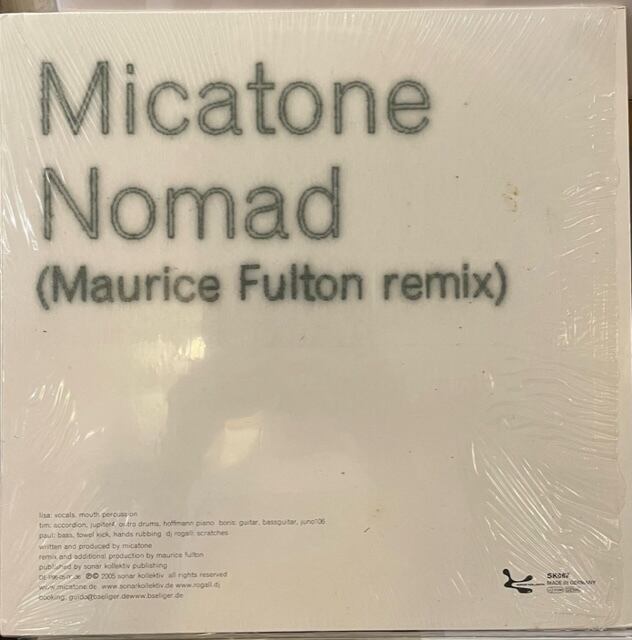 Micatone
Nomad
(Maurice Fulton remix)
lisa: vocals, mouth percussion
tim: accordion, jupiter4, outro drums, hoffmann piano boris: guitar, bassguitar, juno106
paul: bass, towel kick, hands rubbing dj rogall: scratches
written and produced by micatone
remix and additional production by maurice fulton
published by sonar kollektiv publishing
℗© 2005 sonar kollektiv all rights reserved
www.micatone.de www.sonarkollektiv.de www.rogall.dj
booking: guido@bseliger.de www.bseliger.de
SK067
MADE IN GERMANY